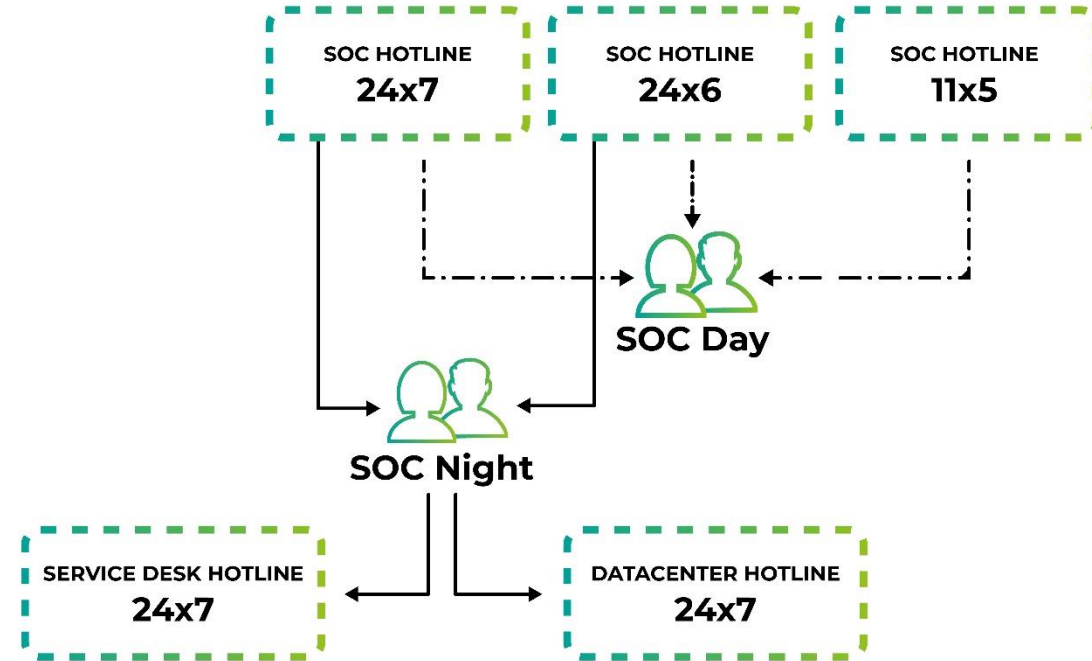 SOC HOTLINE
24x7
SOC HOTLINE
24x6
SOC HOTLINE
11x5
SOC Day
SOC Night
SERVICE DESK HOTLINE
24x7
DATACENTER HOTLINE
24x7